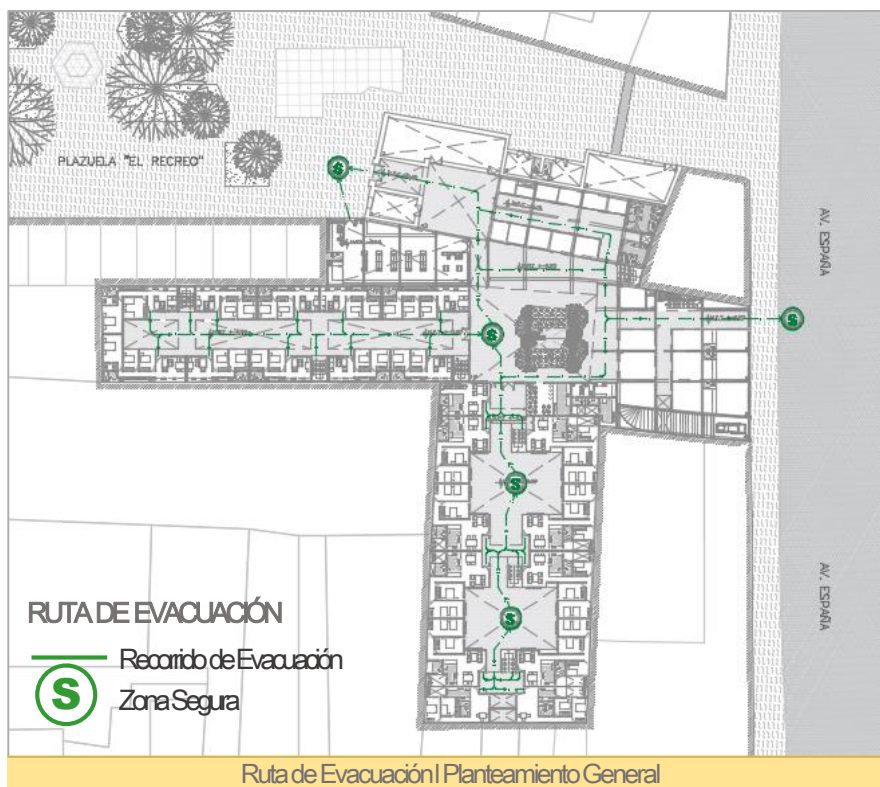 PLAZUELA "EL RECREO"
S
AV. ESPAÑA
S
S
S
AV. ESPAÑA
S
RUTA DE EVACUACIÓN
Recorrido de Evacuación
S
Zona Segura
Ruta de Evacuación I Planteamiento General